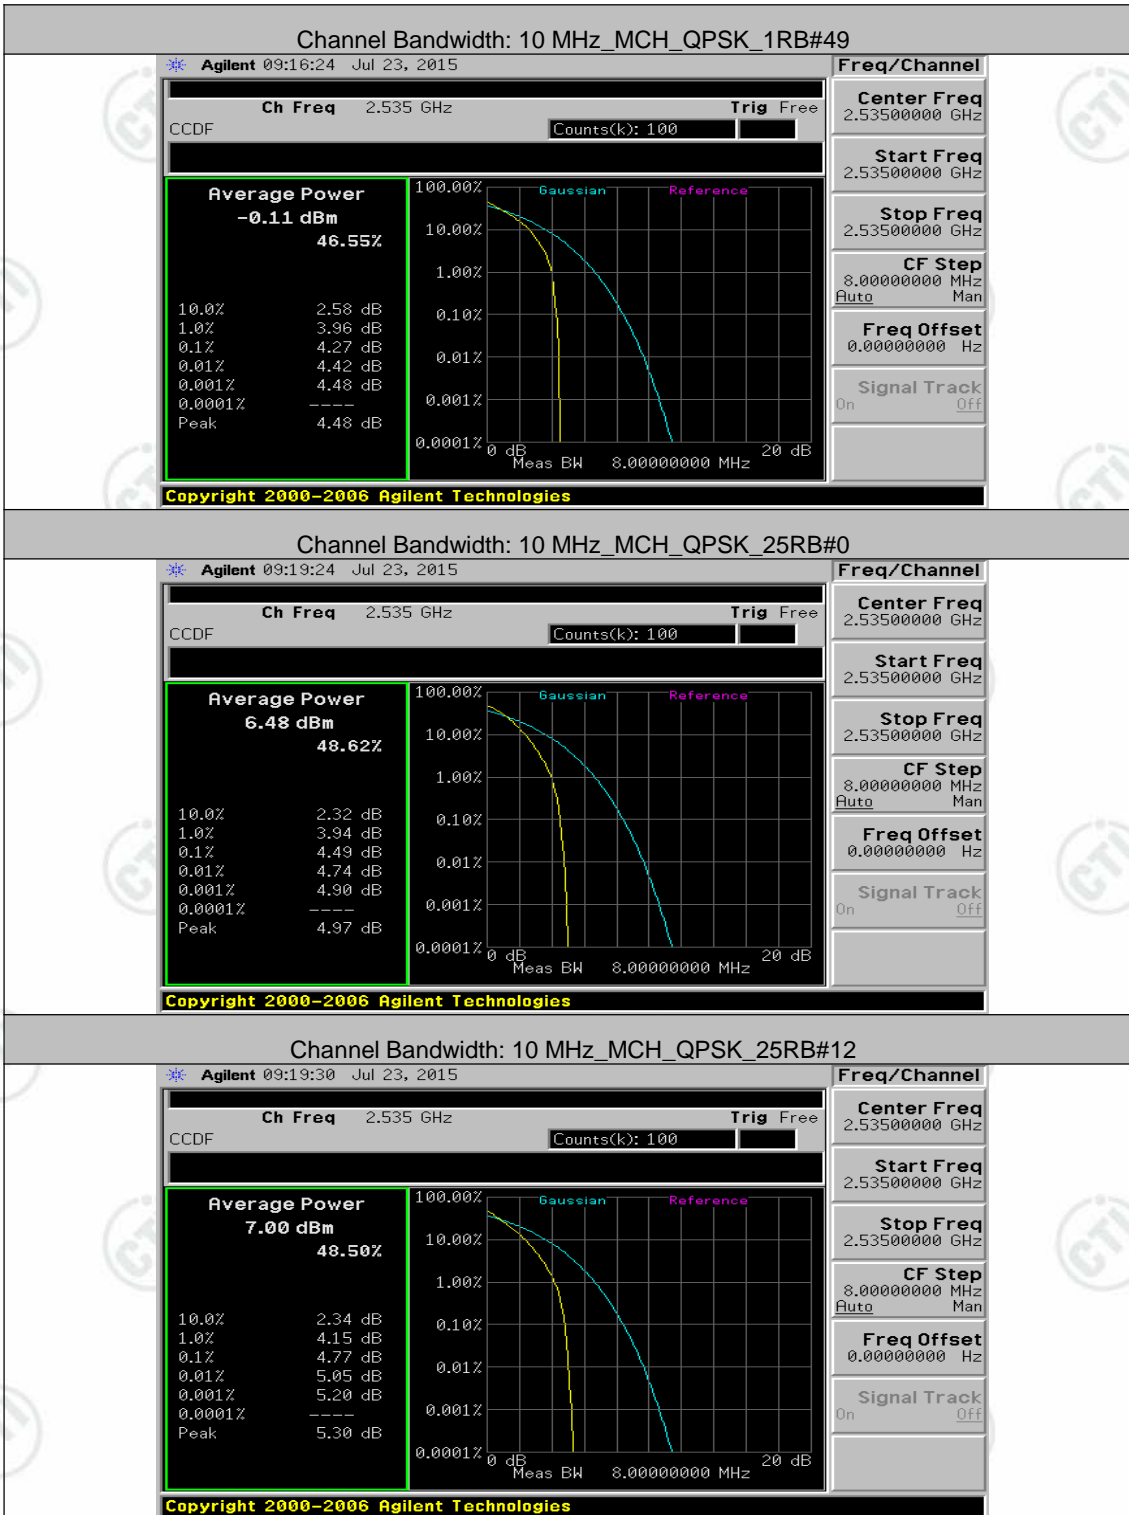 Channel Bandwidth: 10 MHz_MCH_QPSK_1RB#49
Agilent 09:16:24 Jul 23, 2015
Freq/Channel
Ch Freq 2.535 GHz Trig Free
CCDF Counts(k): 100
Average Power
-0.11 dBm
46.55%
10.0% 2.58 dB
1.0% 3.96 dB
0.1% 4.27 dB
0.01% 4.42 dB
0.001% 4.48 dB
0.0001% ----
Peak 4.48 dB
Gaussian Reference
100.00%
10.00%
1.00%
0.10%
0.01%
0.001%
0.0001%
0 dB 20 dB
Meas BW 8.00000000 MHz
Center Freq
2.53500000 GHz
Start Freq
2.53500000 GHz
Stop Freq
2.53500000 GHz
CF Step
8.00000000 MHz
Auto Man
Freq Offset
0.00000000 Hz
Signal Track
On Off
Copyright 2000-2006 Agilent Technologies
Channel Bandwidth: 10 MHz_MCH_QPSK_25RB#0
Agilent 09:19:24 Jul 23, 2015
Freq/Channel
Ch Freq 2.535 GHz Trig Free
CCDF Counts(k): 100
Average Power
6.48 dBm
48.62%
10.0% 2.32 dB
1.0% 3.94 dB
0.1% 4.49 dB
0.01% 4.74 dB
0.001% 4.90 dB
0.0001% ----
Peak 4.97 dB
Gaussian Reference
100.00%
10.00%
1.00%
0.10%
0.01%
0.001%
0.0001%
0 dB 20 dB
Meas BW 8.00000000 MHz
Center Freq
2.53500000 GHz
Start Freq
2.53500000 GHz
Stop Freq
2.53500000 GHz
CF Step
8.00000000 MHz
Auto Man
Freq Offset
0.00000000 Hz
Signal Track
On Off
Copyright 2000-2006 Agilent Technologies
Channel Bandwidth: 10 MHz_MCH_QPSK_25RB#12
Agilent 09:19:30 Jul 23, 2015
Freq/Channel
Ch Freq 2.535 GHz Trig Free
CCDF Counts(k): 100
Average Power
7.00 dBm
48.50%
10.0% 2.34 dB
1.0% 4.15 dB
0.1% 4.77 dB
0.01% 5.05 dB
0.001% 5.20 dB
0.0001% ----
Peak 5.30 dB
Gaussian Reference
100.00%
10.00%
1.00%
0.10%
0.01%
0.001%
0.0001%
0 dB 20 dB
Meas BW 8.00000000 MHz
Center Freq
2.53500000 GHz
Start Freq
2.53500000 GHz
Stop Freq
2.53500000 GHz
CF Step
8.00000000 MHz
Auto Man
Freq Offset
0.00000000 Hz
Signal Track
On Off
Copyright 2000-2006 Agilent Technologies